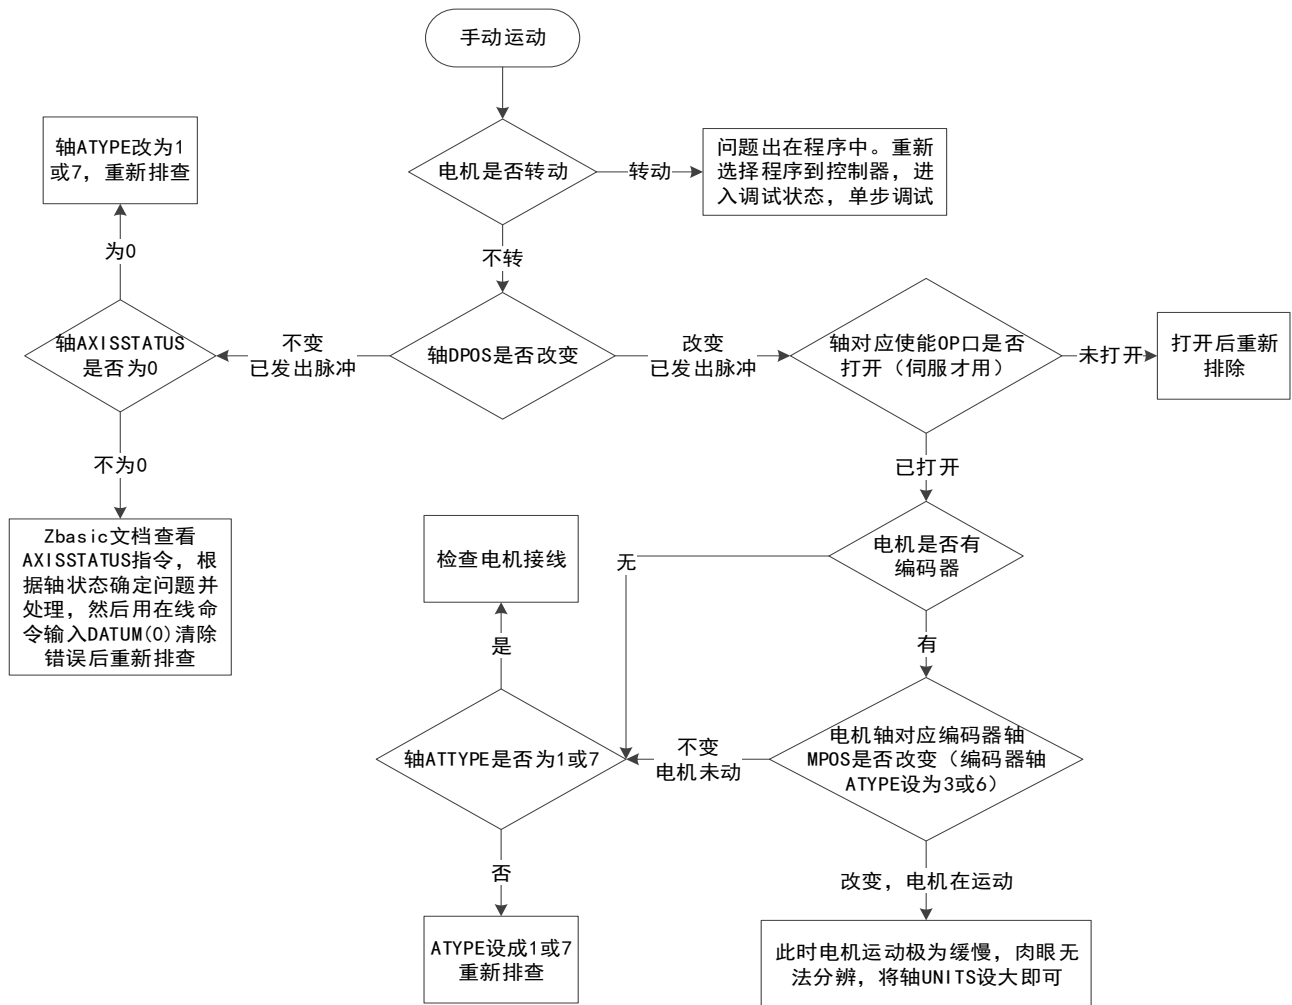 手动运动
轴ATYPE改为1
或7，重新排查
电机是否转动
转动
问题出在程序中。重新
选择程序到控制器，进
入调试状态，单步调试
为0
不转
轴AXISSTATUS
是否为0
不变
已发出脉冲
轴DPOS是否改变
改变
已发出脉冲
轴对应使能OP口是否
打开（伺服才用）
未打开
打开后重新
排除
不为0
已打开
Zbasic文档查看
AXISSTATUS指令，根
据轴状态确定问题并
处理，然后用在线命
令输入DATUM(0)清除
错误后重新排查
检查电机接线
无
电机是否有
编码器
是
有
轴ATTYPE是否为1或7
不变
电机未动
电机轴对应编码器轴
MPOS是否改变（编码器轴
ATYPE设为3或6）
否
改变，电机在运动
ATYPE设成1或7
重新排查
此时电机运动极为缓慢，肉眼无
法分辨，将轴UNITS设大即可